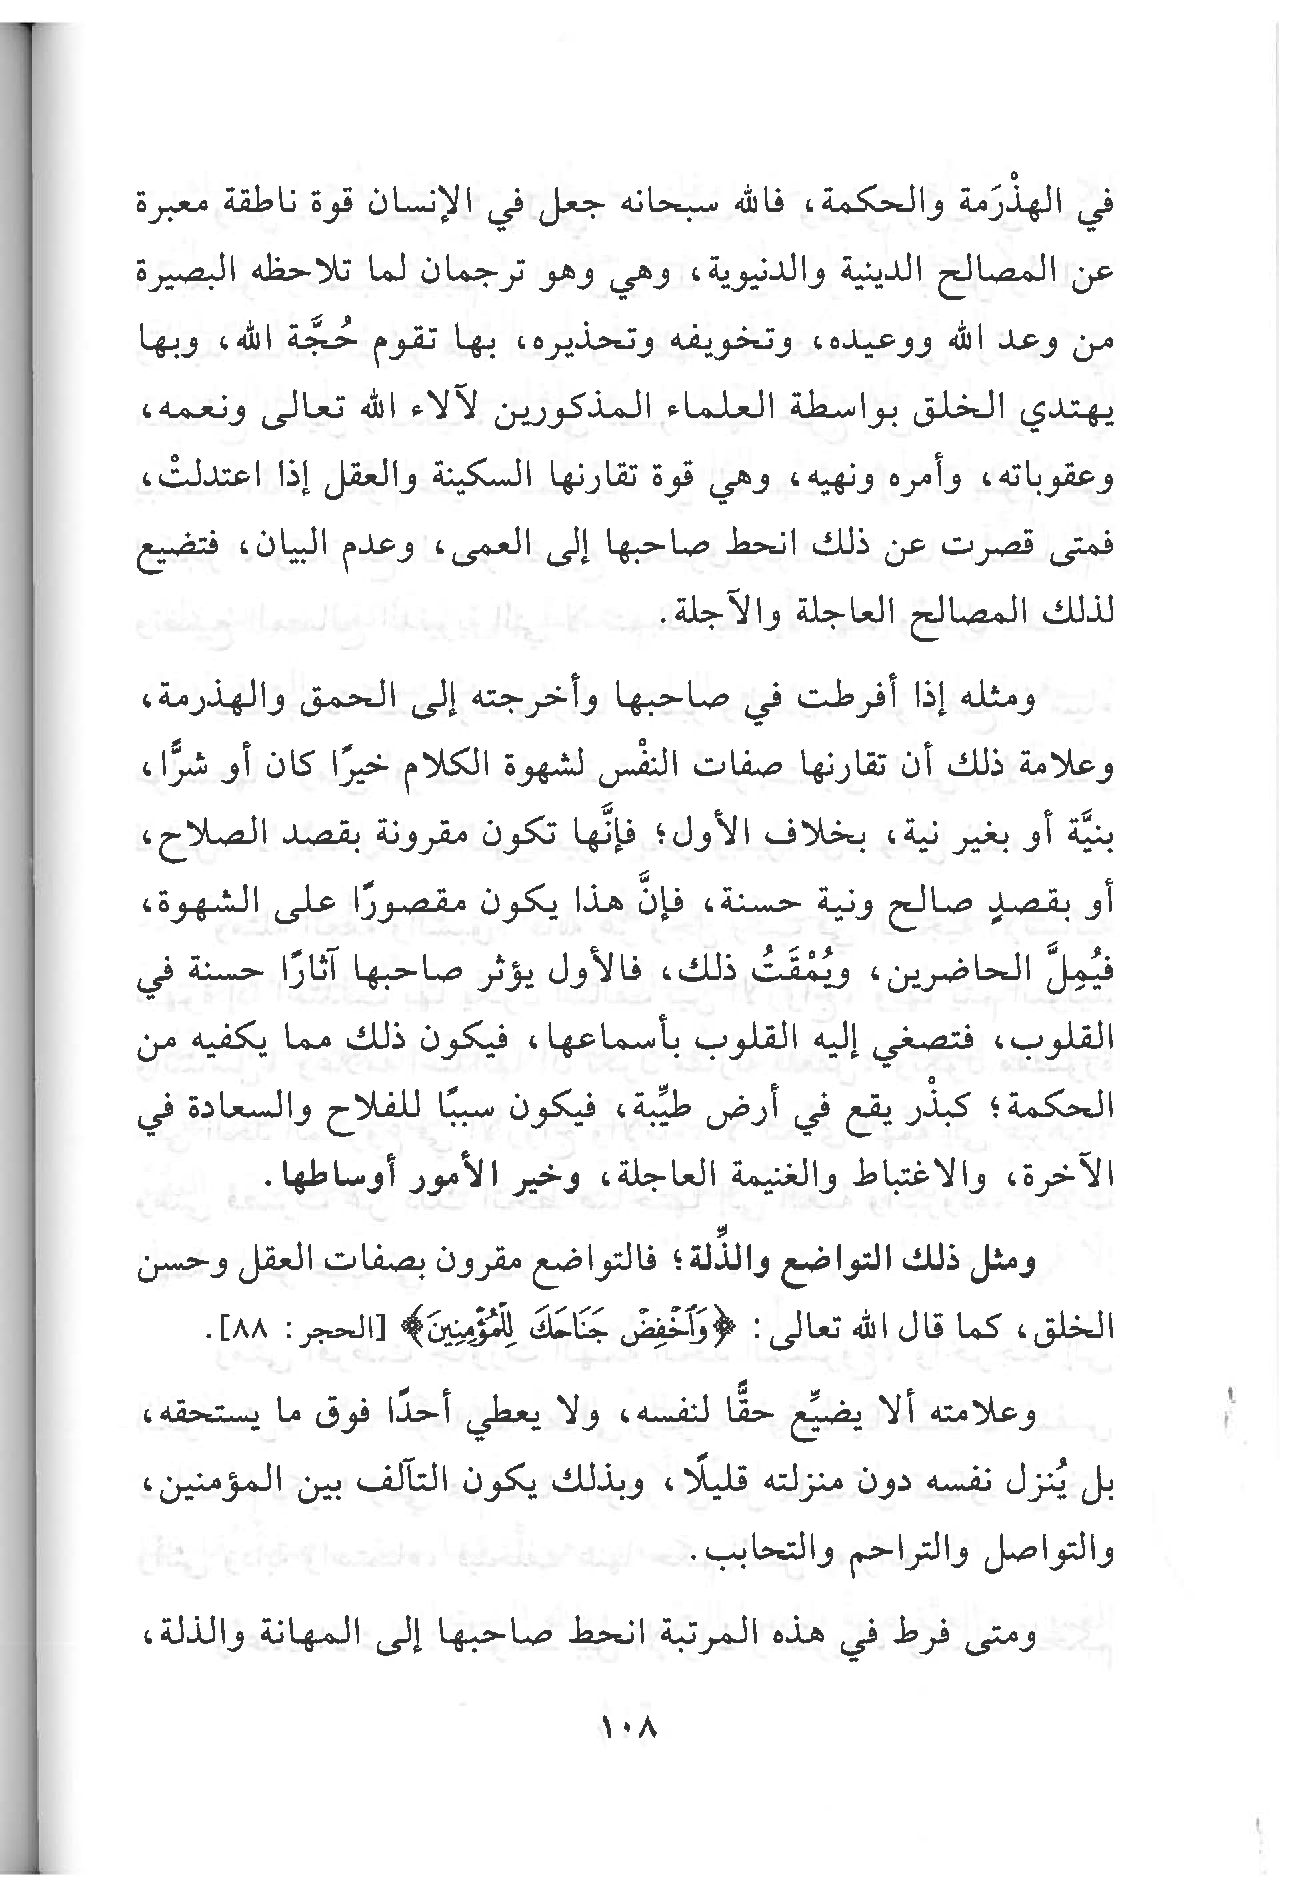 في الهذْرَمة والحكمة، فالله سبحانه جعل في الإنسان قوة ناطقة معبرة
عن المصالح الدينية والدنيوية، وهي وهو ترجمان لما تلاحظه البصيرة
من وعد الله ووعيده، وتخويفه وتحذيره، بها تقوم حُجَّة الله، وبها
يهتدي الخلق بواسطة العلماء المذكورين لآلاء الله تعالى ونعمه،
وعقوباته، وأمره ونهيه، وهي قوة تقارنها السكينة والعقل إذا اعتدلتْ،
فمتى قصرت عن ذلك انحط صاحبها إلى العمى، وعدم البيان، فتضيع
لذلك المصالح العاجلة والآجلة.
ومثله إذا أفرطت في صاحبها وأخرجته إلى الحمق والهذرمة،
وعلامة ذلك أن تقارنها صفات النفْس لشهوة الكلام خيرًا كان أو شرًّا،
بنيَّة أو بغير نية، بخلاف الأول؛ فإنَّها تكون مقرونة بقصد الصلاح،
أو بقصدٍ صالح ونية حسنة، فإنَّ هذا يكون مقصورًا على الشهوة،
فيُمِلَّ الحاضرين، ويُمْقَتُ ذلك، فالأول يؤثر صاحبها آثارًا حسنة في
القلوب، فتصغي إليه القلوب بأسماعها، فيكون ذلك مما يكفيه من
الحكمة؛ كبذْر يقع في أرض طيِّبة، فيكون سببًا للفلاح والسعادة في
الآخرة، والاغتباط والغنيمة العاجلة، وخير الأمور أوساطها.
ومثل ذلك التواضع والذِّلة؛ فالتواضع مقرون بصفات العقل وحسن
الخلق، كما قال الله تعالى: ﴿وَٱخْفِضْ جَنَاحَكَ لِلْمُؤْمِنِينَ﴾ [الحجر: ٨٨].
وعلامته ألا يضيِّع حقًّا لنفسه، ولا يعطي أحدًا فوق ما يستحقه،
بل يُنزل نفسه دون منزلته قليلًا، وبذلك يكون التآلف بين المؤمنين،
والتواصل والتراحم والتحابب.
ومتى فرط في هذه المرتبة انحط صاحبها إلى المهانة والذلة،
١٠٨